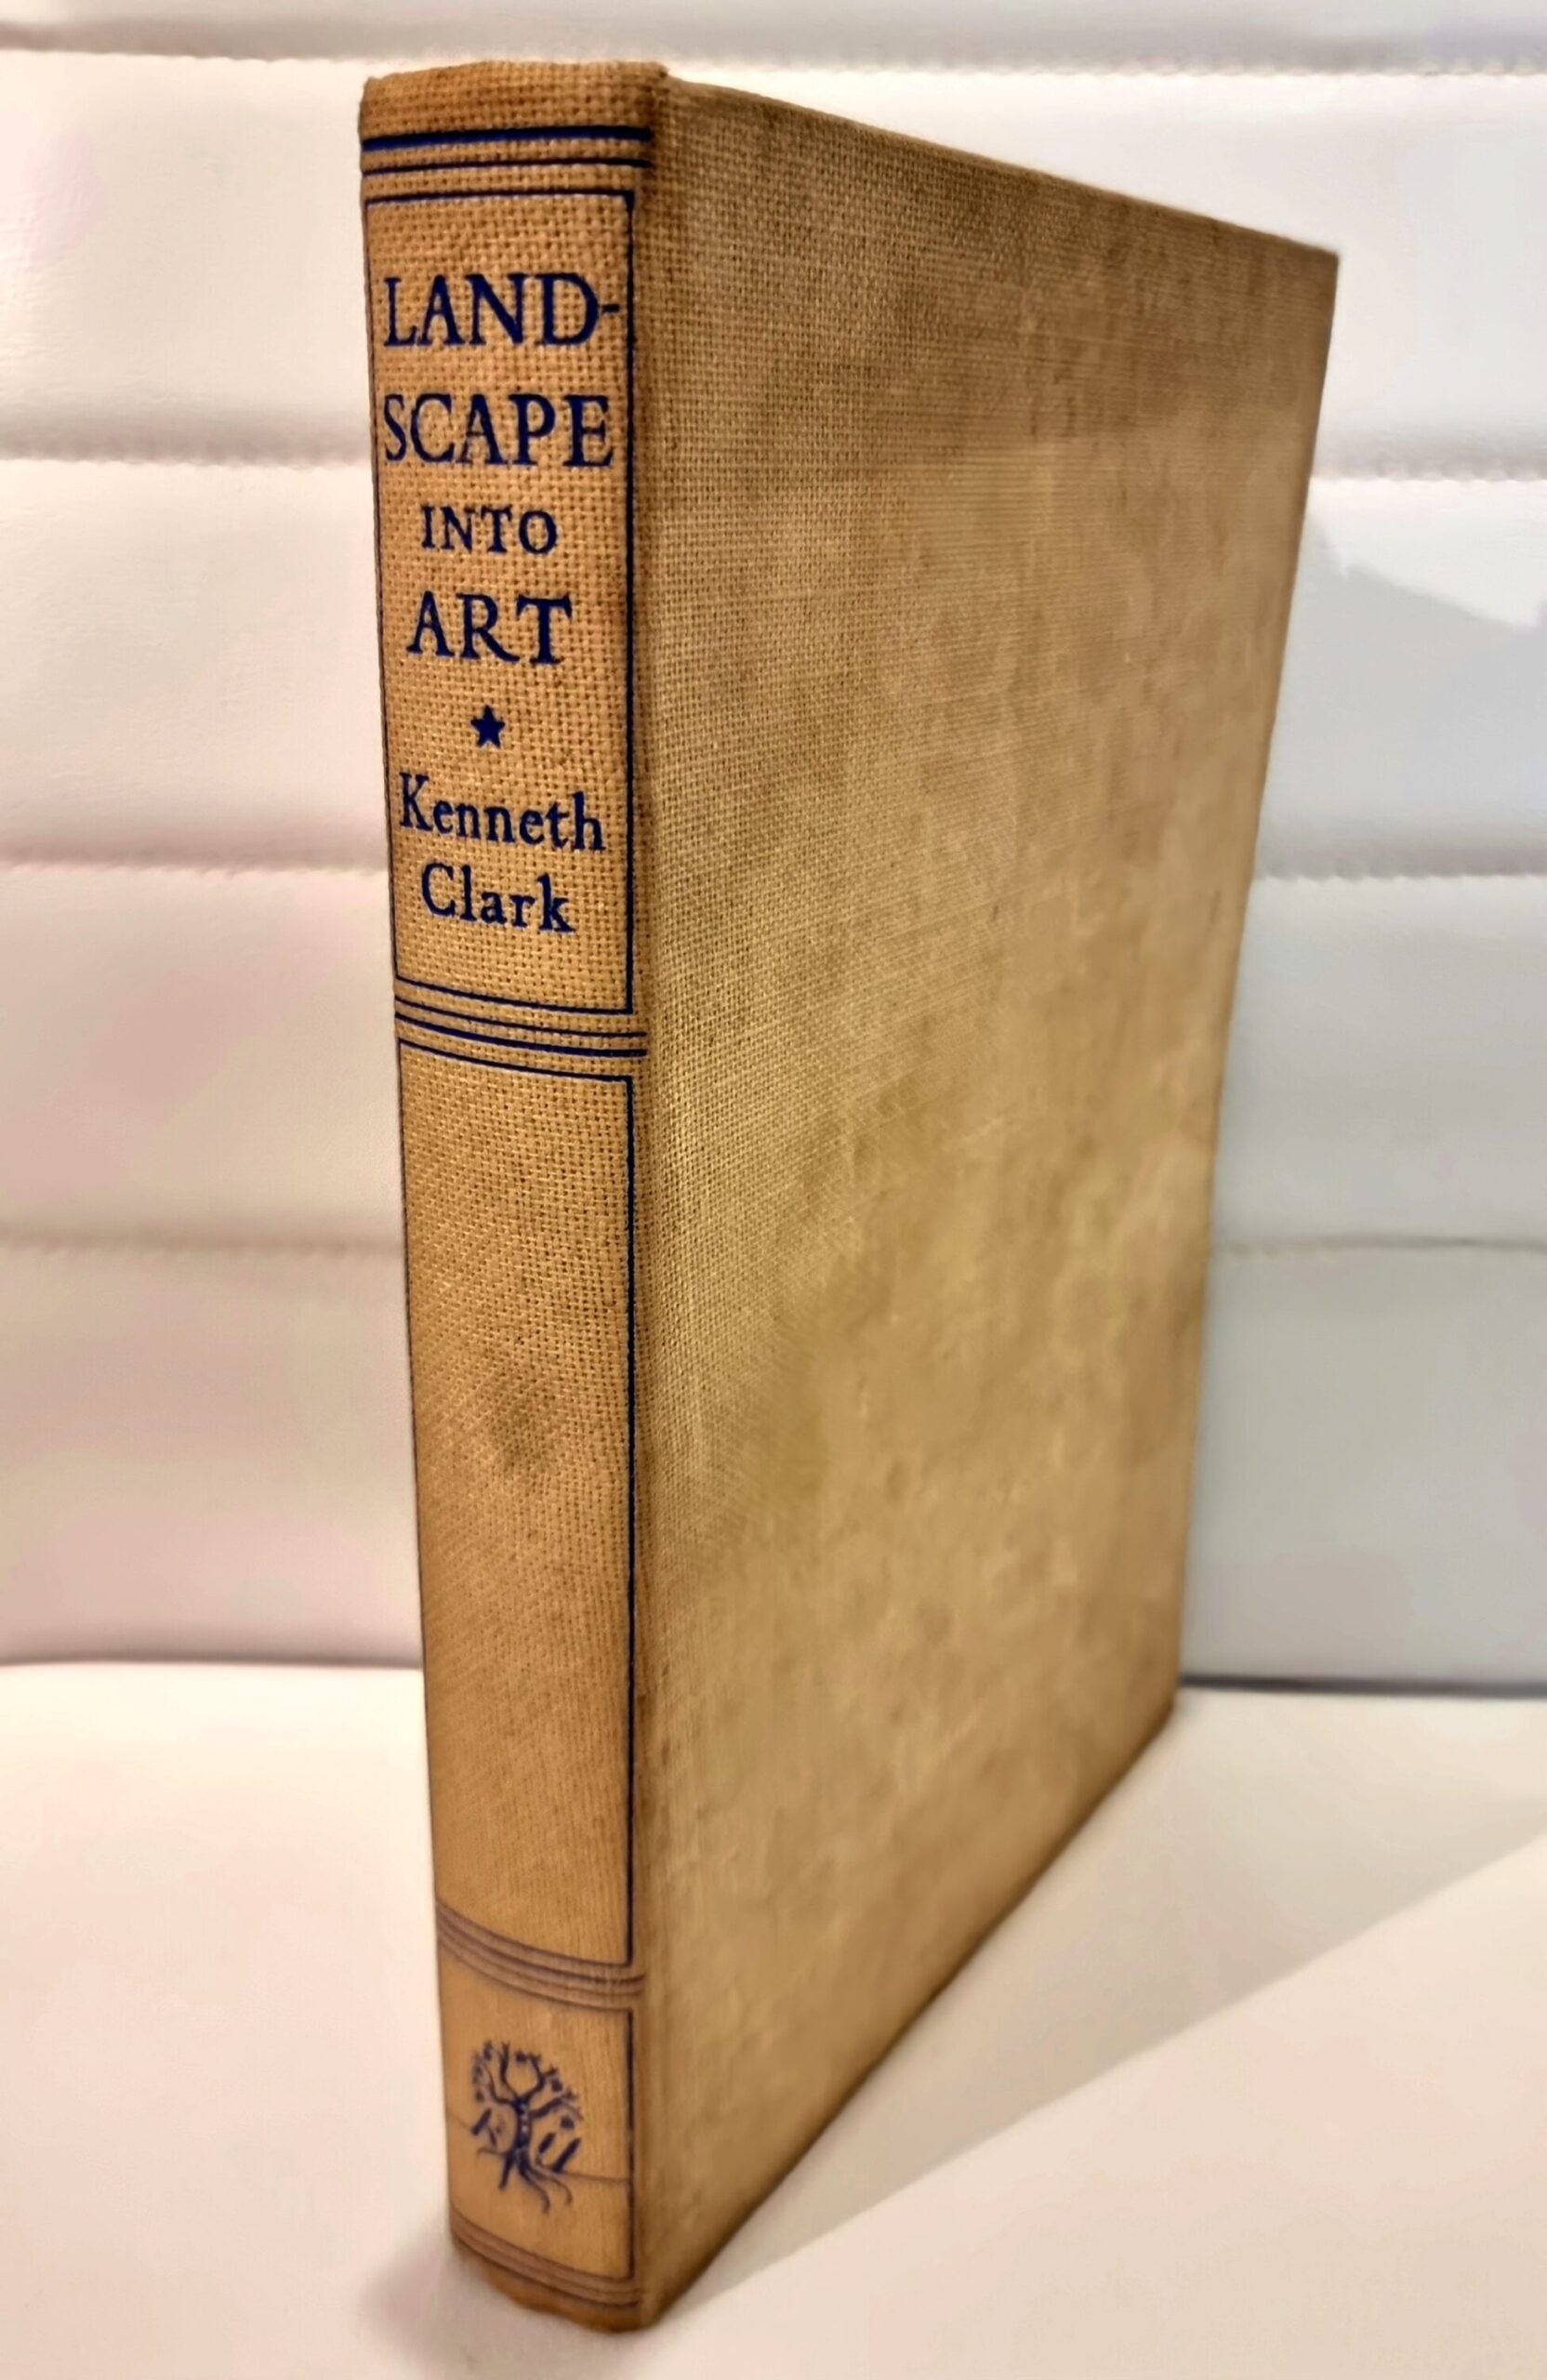 LAND-
SCAPE
INTO
ART
Kenneth
Clark